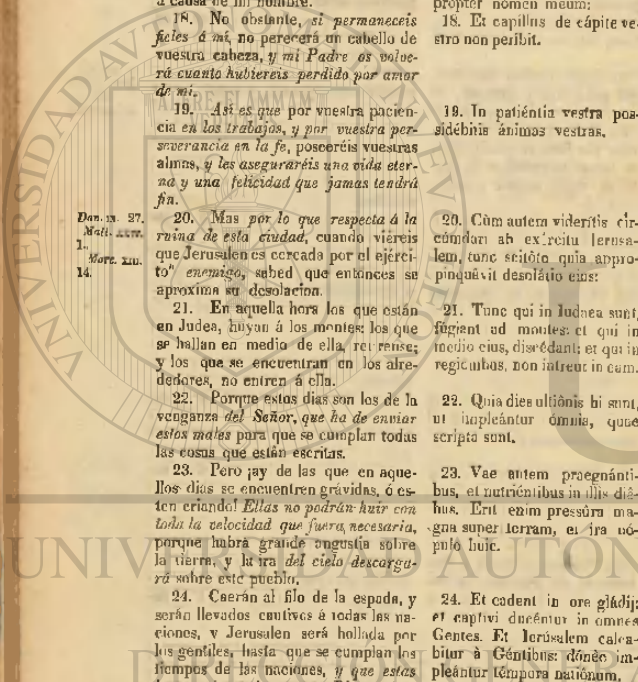 á causa de mi nombre.
18. No obstante, si permaneceis
fieles á mí, no perecerá un cabello de
vuestra cabeza, y mi Padre os volve-
rá cuanto hubiereis perdido por amor
de mi.
19. Asi es que por vuestra pacien-
cia en los trabajos, y por vuestra per-
severancia en la fe, poseeréis vuestras
almas, y les aseguraréis una vida eter-
na y una felicidad que jamas tendrá
fin.
Dan. IX. 27.
Matt. XXIV.
1.
Marc. XIII.
14.
20. Mas por lo que respecta á la
ruina de esta ciudad, cuando viéreis
que Jerusalen es cercada por el ejérci-
to" enemigo, sabed que entonces se
aproxima su desolacion.
21. En aquella hora los que están
en Judea, huyan á los montes: los que
se hallan en medio de ella, retírense;
y los que se encuentran en los alre-
dedores, no entren á ella.
22. Porque estos dias son los de la
venganza del Señor, que ha de enviar
estos males para que se cumplan todas
las cosas que están escritas.
23. Pero ¡ay de las que en aque-
llos dias se encuentren grávidas, ó es-
ten criando! Ellas no podrán huir con
toda la velocidad que fuera necesaria,
porque habrá grande angustia sobre
la tierra, y la ira del cielo descarga-
rá sobre este pueblo.
24. Caerán al filo de la espada, y
serán llevados cautivos á todas las na-
ciones, y Jerusalen será hollada por
los gentiles, hasta que se cumplan los
tiempos de las naciones, y que estas
propter nomen meum:
18. Et capillus de cápite ve-
stro non peribit.
19. In patiéntia vestra pos-
sidébitis ánimas vestras.
20. Cùm autem vidéritis cir-
cúmdari ab exércitu Ierusa-
lem, tunc scitóte quia appro-
pinquávit desolátio eius:
21. Tunc qui in Iudaea sunt,
fúgiant ad montes: et qui in
medio eius, discédant: et qui in
regiónibus, non intrent in eam.
22. Quia dies ultiónis hi sunt,
ut impleántur ómnia, quae
scripta sunt.
23. Vae autem praegnánti-
bus, et nutriéntibus in illis dié-
bus. Erit enim pressúra ma-
gna super terram, et ira pó-
pulo huic.
24. Et cadent in ore gládij:
et captivi ducéntur in omnes
Gentes. Et Ierúsalem calca-
bitur à Géntibus: dónec im-
pleántur témpora natiónum.
UNIVERSIDAD AUTÓN